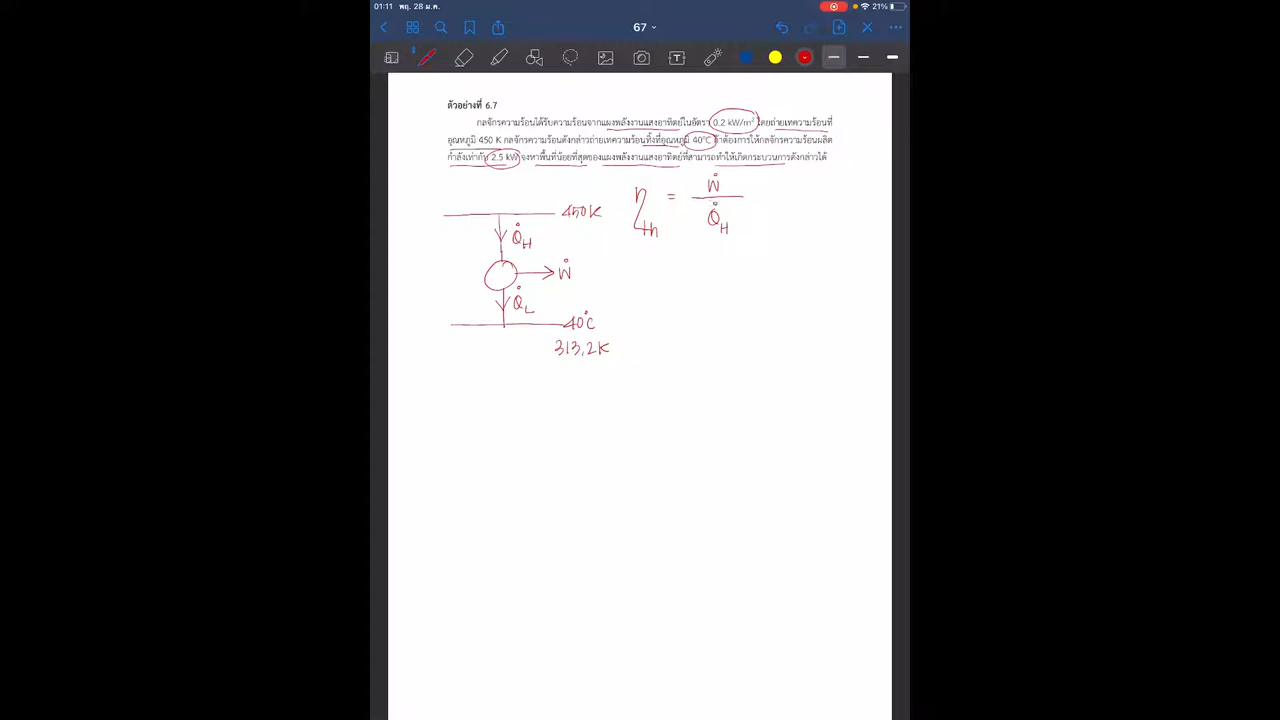 01:11 พฤ. 28 ม.ค.
21%
67
ตัวอย่างที่ 6.7
กลจักรความร้อนได้รับความร้อนจากแผงพลังงานแสงอาทิตย์ในอัตรา 0.2 kW/m² โดยถ่ายเทความร้อนที่
อุณหภูมิ 450 K กลจักรความร้อนดังกล่าวถ่ายเทความร้อนทิ้งที่อุณหภูมิ 40°C ถ้าต้องการให้กลจักรความร้อนผลิต
กำลังเท่ากับ 2.5 kW จงหาพื้นที่น้อยที่สุดของแผงพลังงานแสงอาทิตย์ที่สามารถทำให้เกิดกระบวนการดังกล่าวได้
η_th = Ẇ / Q̇_H
450 K
Q̇_H
Ẇ
Q̇_L
40°C
313.2 K